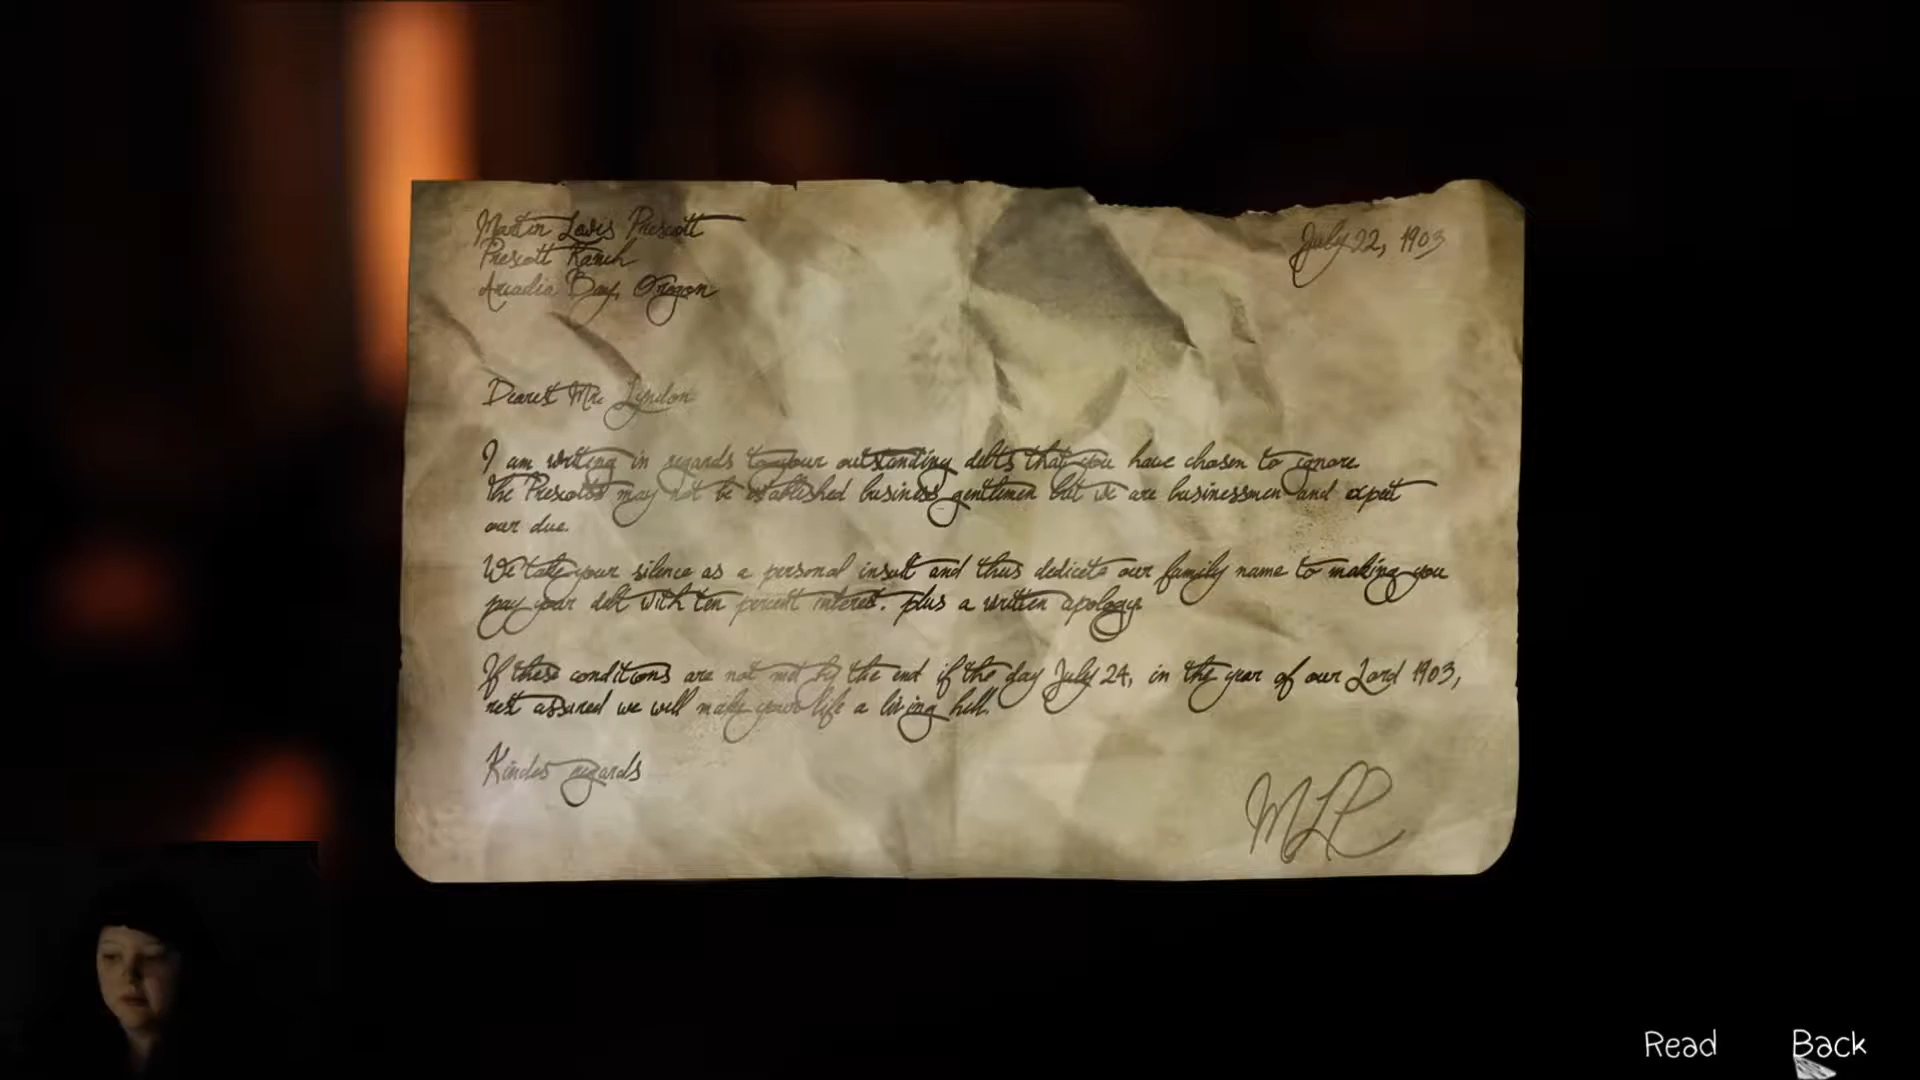 Martin Lewis Prescott
Prescott Ranch
Arcadia Bay, Oregon
July 22, 1903
Dearest Mr. Lyndon
I am writing in regards to your outstanding debts that you have chosen to ignore.
The Prescotts may not be established business gentlemen but we are businessmen and expect
our due.
We take your silence as a personal insult and thus dedicate our family name to making you
pay your debt with ten percent interest. plus a written apology.
If these conditions are not met by the end if the day July 24, in the year of our Lord 1903,
rest assured we will make your life a living hell.
Kindes regards
MLP
Read
Back